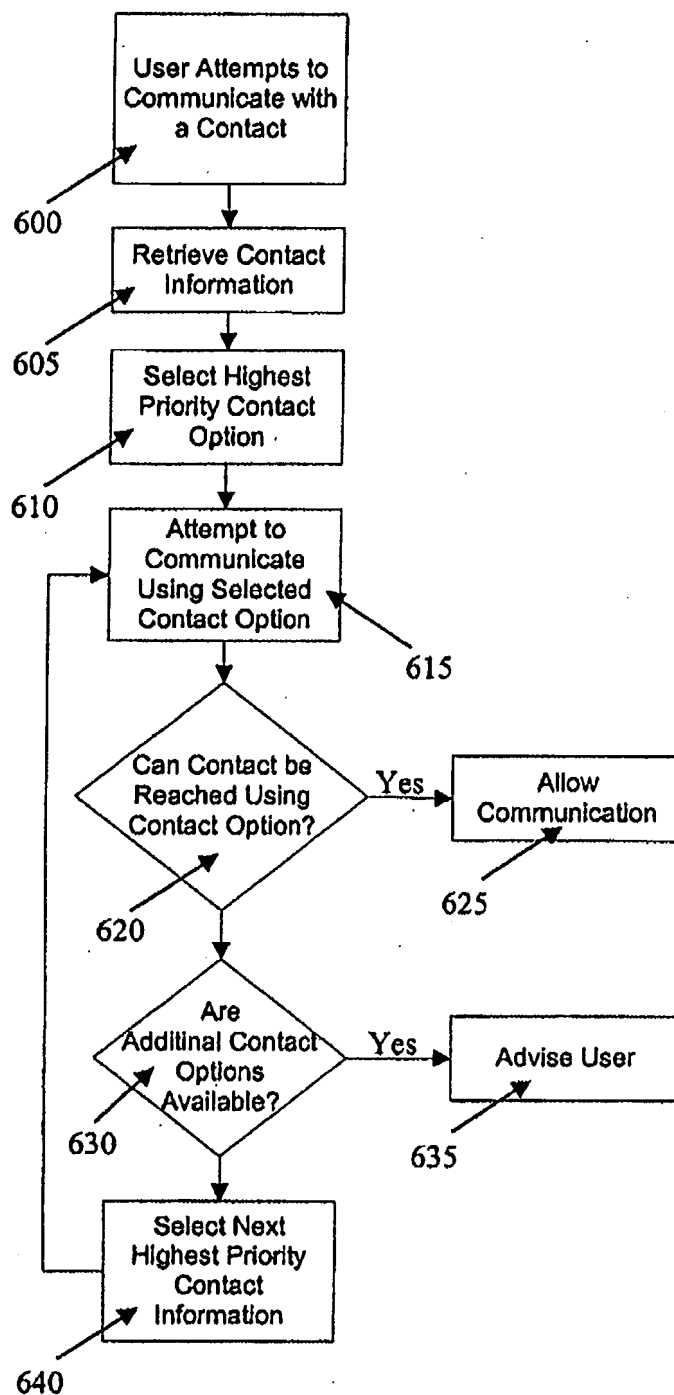 User Attempts to
Communicate with
a Contact
600
Retrieve Contact
Information
605
Select Highest
Priority Contact
Option
610
Attempt to
Communicate
Using Selected
Contact Option
615
Can Contact be
Reached Using
Contact Option?
Yes
Allow
Communication
620
625
Are
Additinal Contact
Options
Available?
Yes
Advise User
630
635
Select Next
Highest Priority
Contact
Information
640